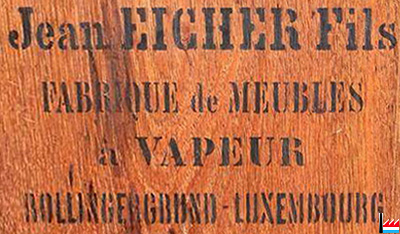 Jean EICHER Fils
FABRIQUE de MEUBLES
à VAPEUR
ROLLINGERGRUND-LUXEMBOURG